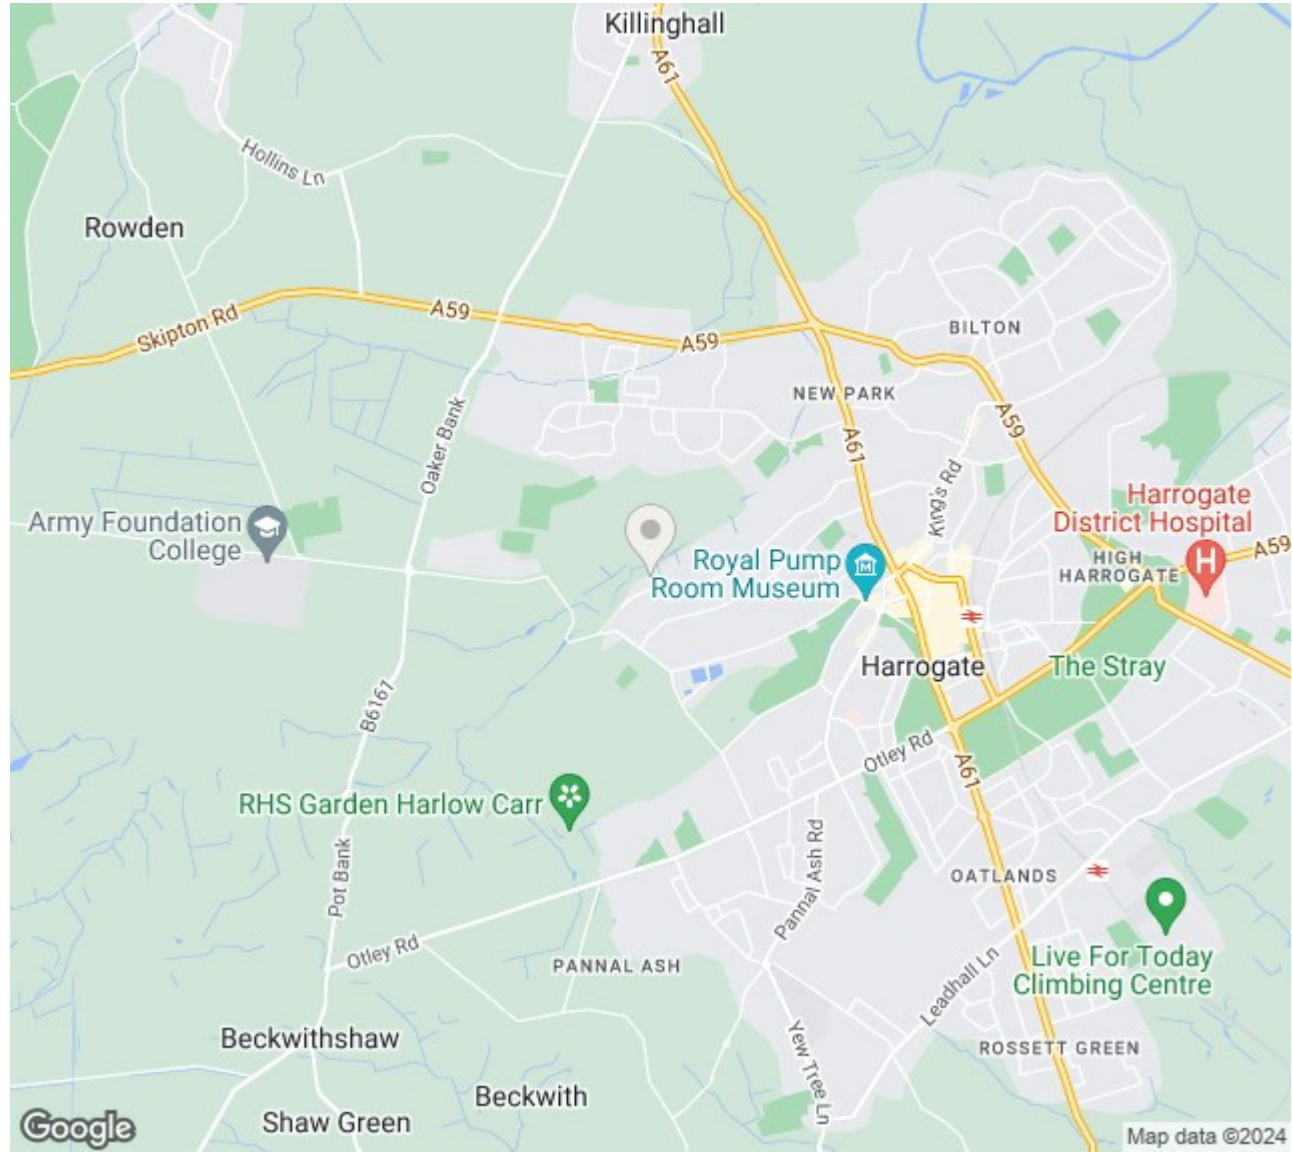 Killinghall
A61
Hollins Ln
Rowden
Skipton Rd
A59
A59
BILTON
NEW PARK
A59
Oaker Bank
A61
King's Rd
Harrogate
District Hospital
Army Foundation
College
A59
HIGH
HARROGATE
Royal Pump
Room Museum
Harrogate
The Stray
B6161
Otley Rd
A61
RHS Garden Harlow Carr
Pot Bank
Pannal Ash Rd
OATLANDS
Otley Rd
PANNAL ASH
Leadhall Ln
Live For Today
Climbing Centre
Beckwithshaw
Yew Tree Ln
ROSSETT GREEN
Beckwith
Shaw Green
Google
Map data ©2024